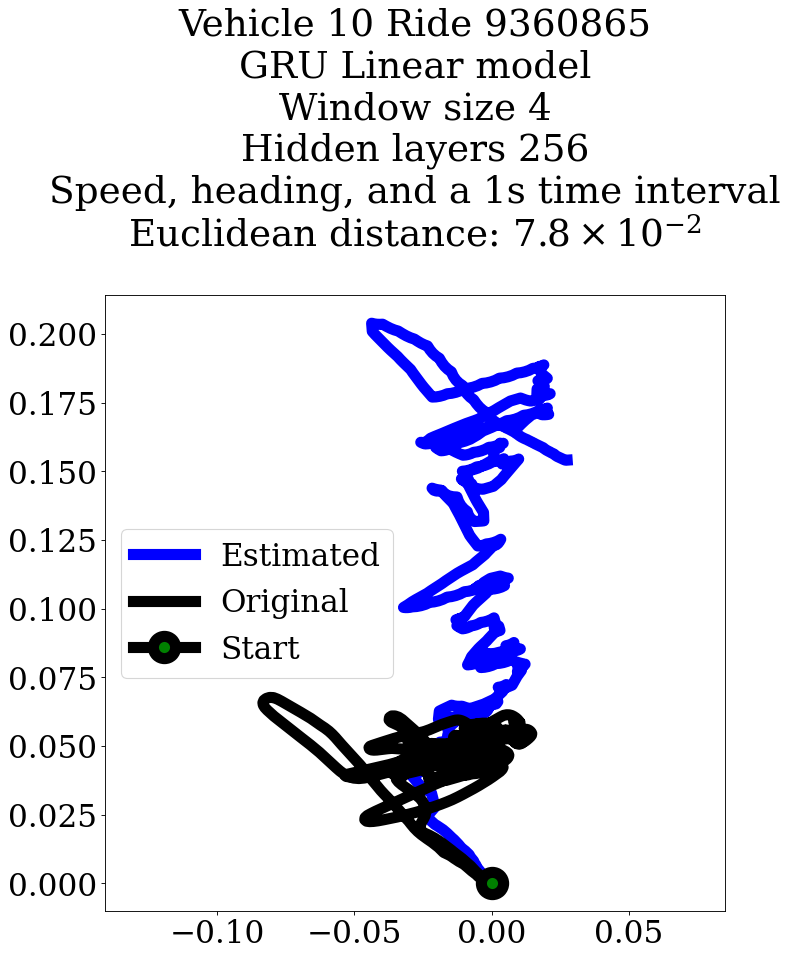 Vehicle 10 Ride 9360865
GRU Linear model
Window size 4
Hidden layers 256
Speed, heading, and a 1s time interval
Euclidean distance: 7.8 × 10⁻²
0.200
0.175
0.150
0.125
0.100
0.075
0.050
0.025
0.000
Estimated
Original
Start
−0.10
−0.05
0.00
0.05